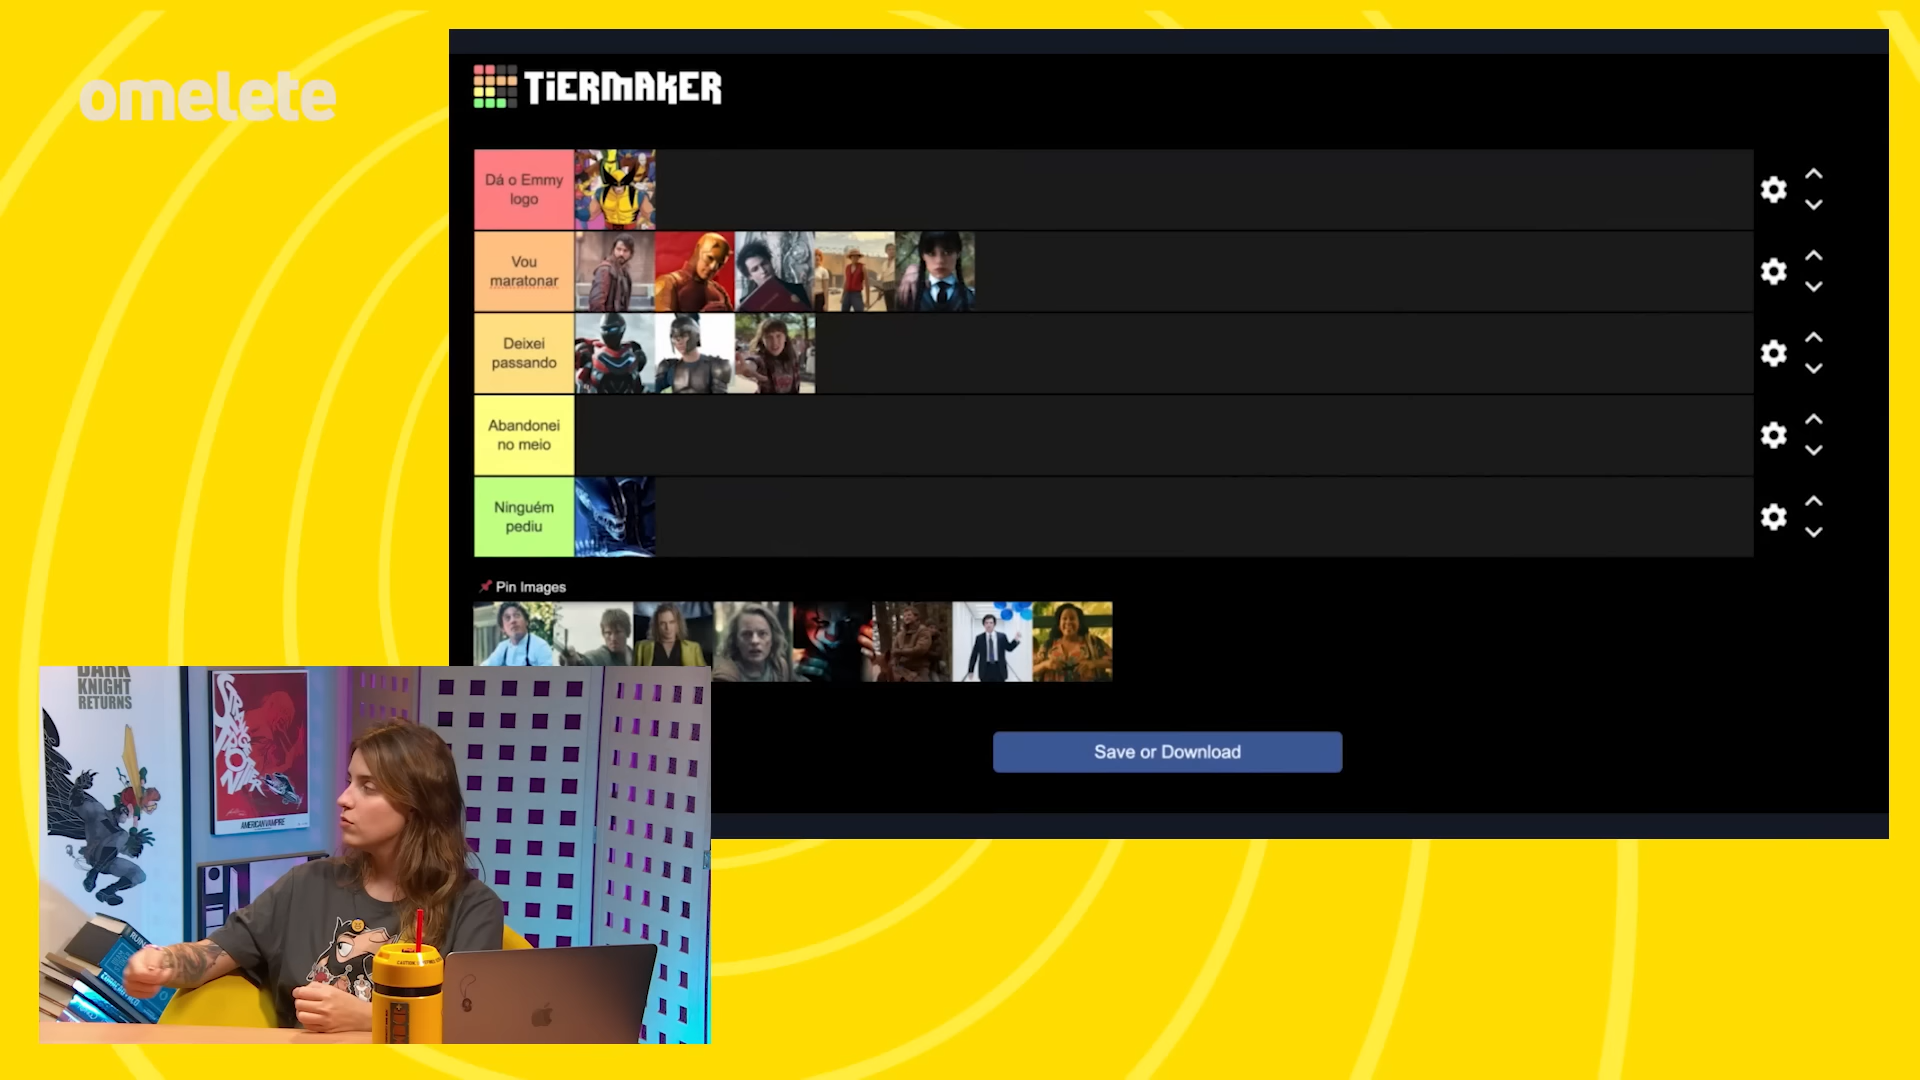 omelete
TiERMAKER
Dá o Emmy
logo
Vou
maratonar
Deixei
passando
Abandonei
no meio
Ninguém
pediu
Pin Images
Save or Download
DARK
KNIGHT
RETURNS
AMERICAN VAMPIRE
CAUTION